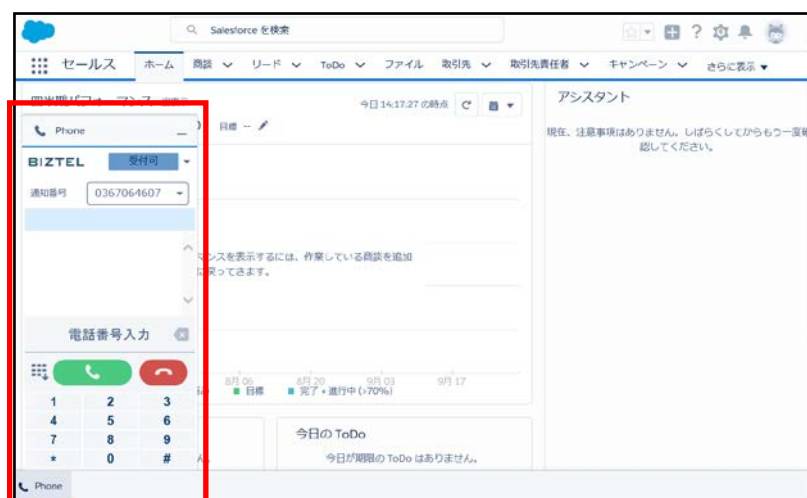 Salesforce を検索
セールス ホーム 商談 リード ToDo ファイル 取引先 取引先責任者 キャンペーン さらに表示
今日 14:17:27 の時点
アシスタント
Phone
目標 --
現在、注意事項はありません。しばらくしてからもう一度確
認してください。
BIZTEL 受付可
通知番号 0367064607
マンスを表示するには、作業している商談を追加
に戻ってきます。
電話番号入力
8月 06 8月 20 9月 03 9月 17
目標 完了 + 進行中 (>70%)
1 2 3
4 5 6
7 8 9
* 0 #
今日の ToDo
ん。 今日が期限の ToDo はありません。
Phone